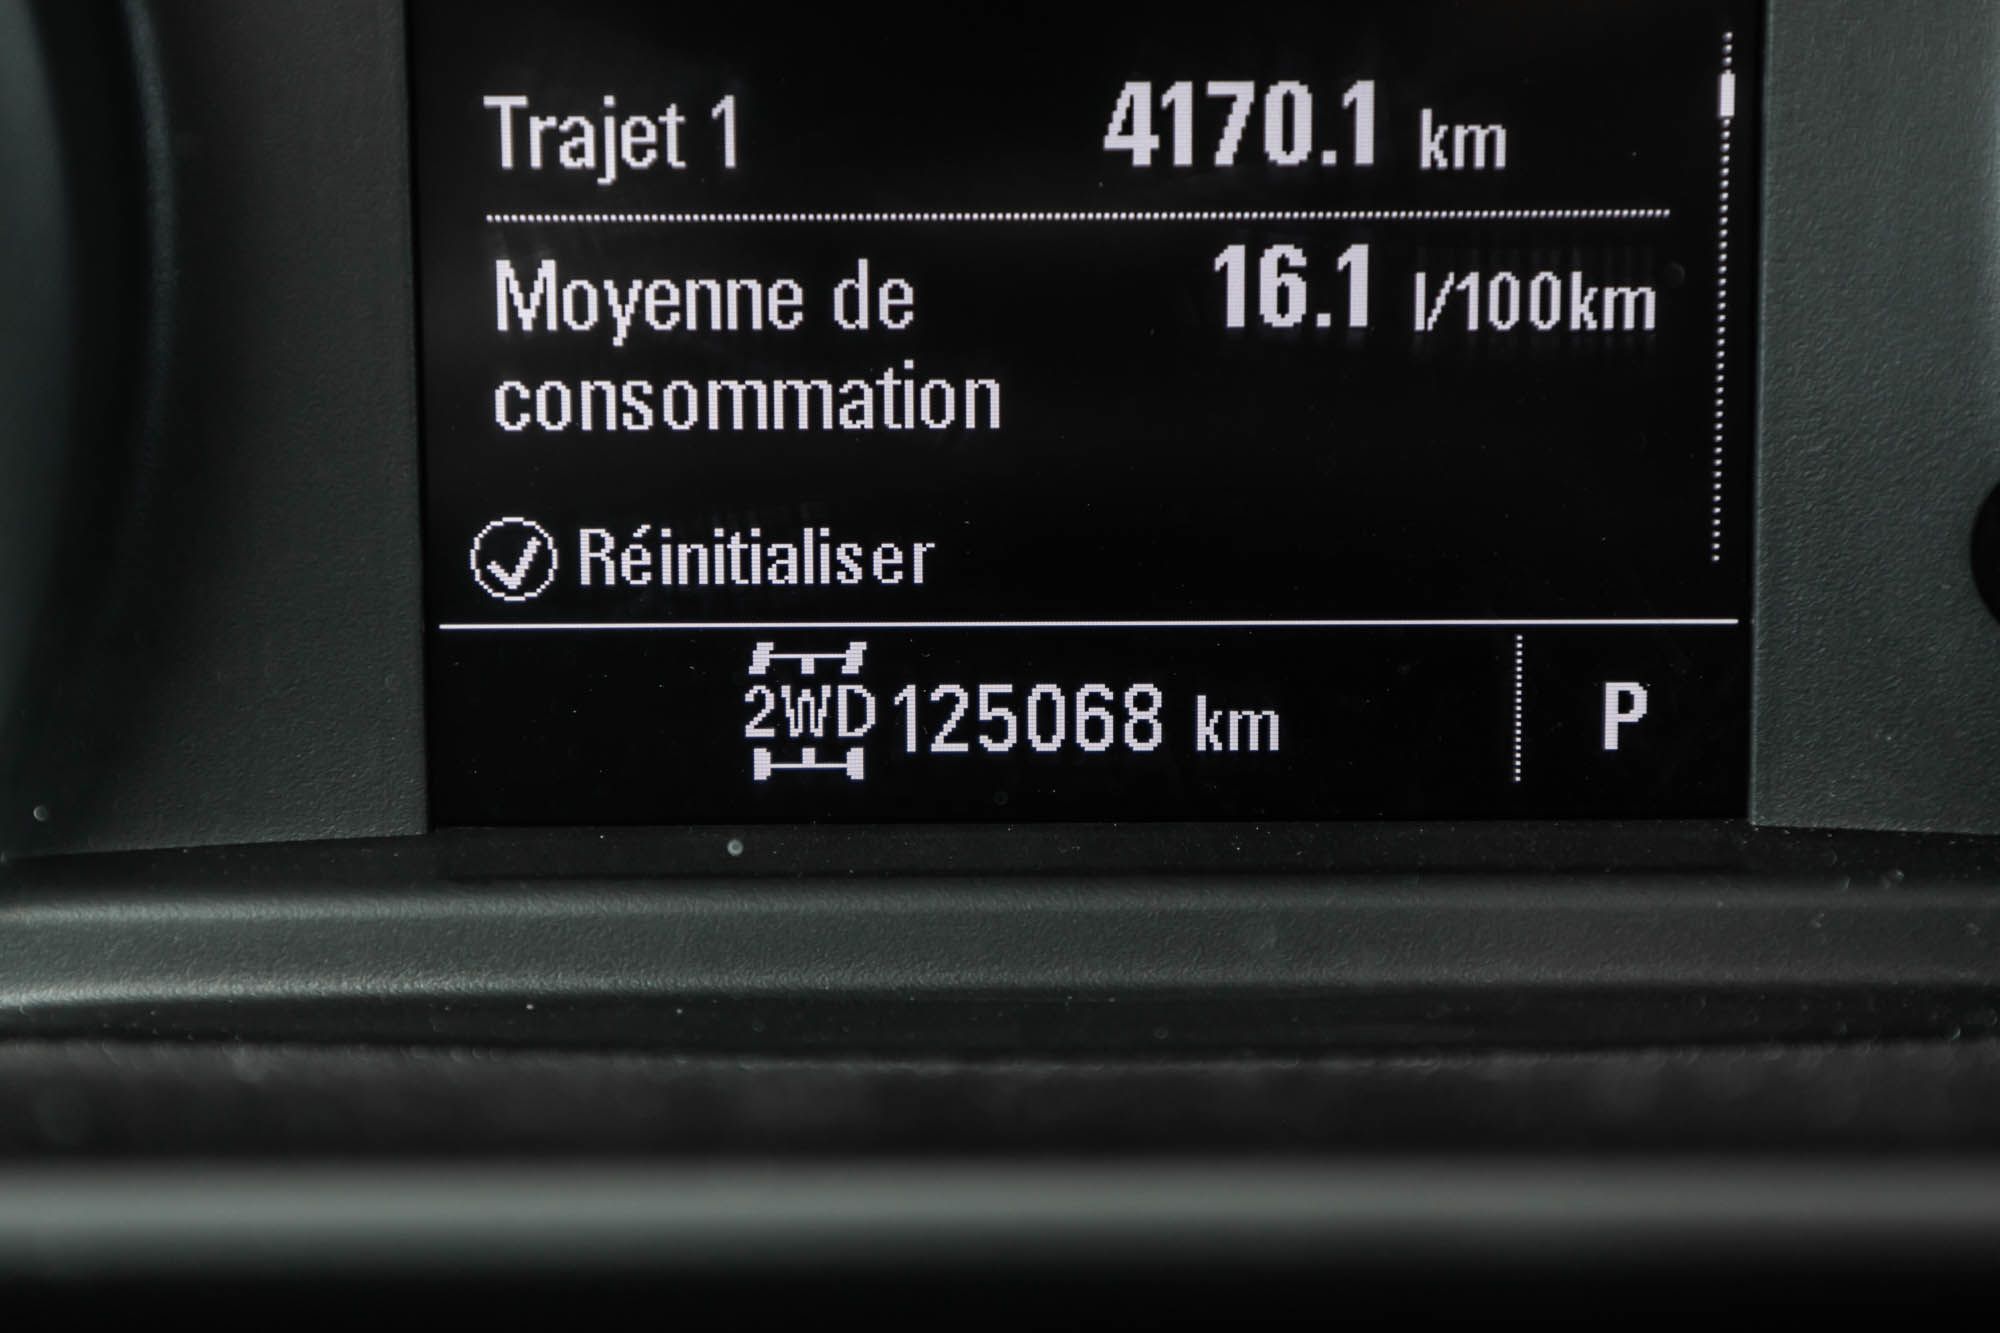 Trajet 1 4170.1 km
Moyenne de 16.1 l/100km
consommation
Réinitialiser
2WD 125068 km P